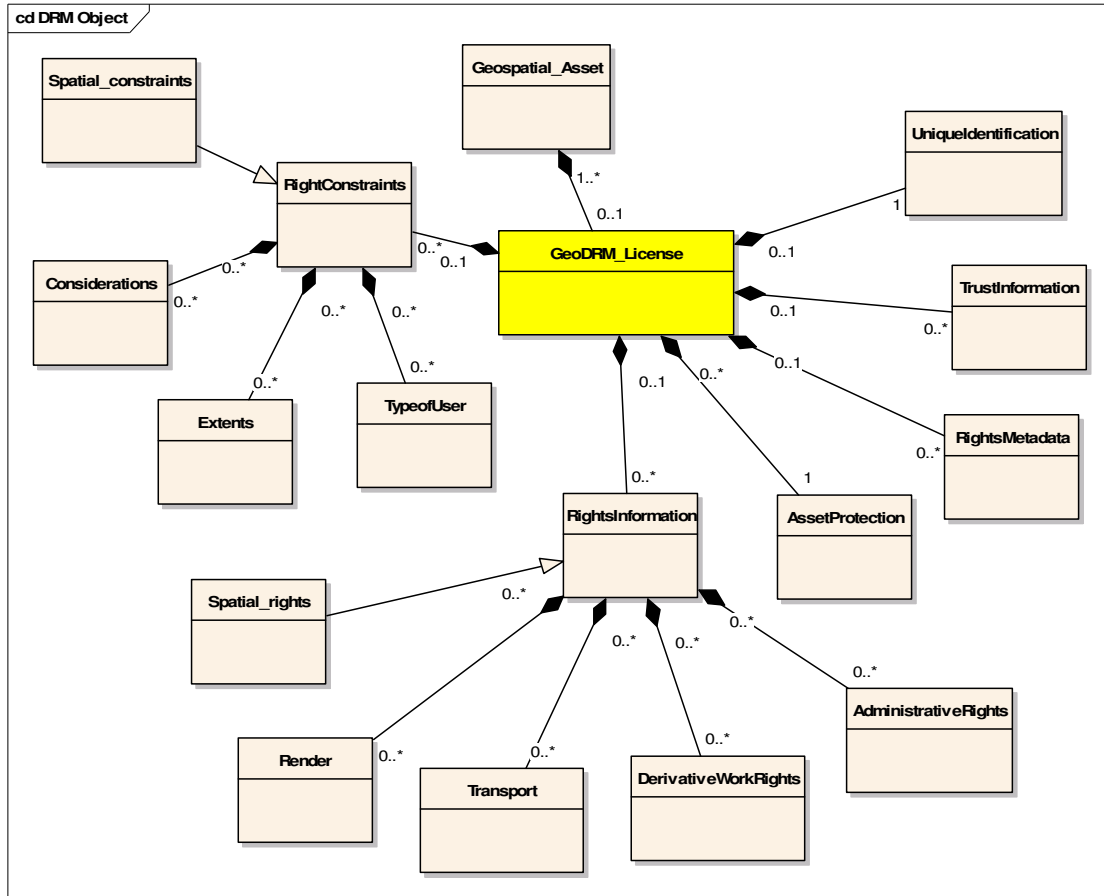 cd DRM Object
Spatial_constraints
Geospatial_Asset
UniqueIdentification
RightConstraints
1..*
0..1
1
0..1
0..*
0..1
GeoDRM_License
Considerations
0..*
0..*
0..*
0..*
TrustInformation
0..1
0..*
0..*
0..*
TypeofUser
Extents
0..1
0..*
0..1
RightsMetadata
0..*
0..*
1
RightsInformation
AssetProtection
Spatial_rights
0..*
0..*
0..*
0..*
0..*
AdministrativeRights
Render
0..*
0..*
0..*
Transport
DerivativeWorkRights